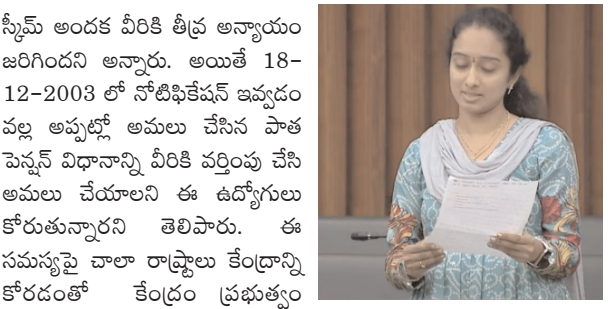 స్కీమ్ అందక వీరికి తీవ్ర అన్యాయం
జరిగిందని అన్నారు. అయితే 18-
12-2003 లో నోటిఫికేషన్ ఇవ్వడం
వల్ల అప్పట్లో అమలు చేసిన పాత
పెన్షన్ విధానాన్ని వీరికి వర్తింపు చేసి
అమలు చేయాలని ఈ ఉద్యోగులు
కోరుతున్నారని తెలిపారు. ఈ
సమస్యపై చాలా రాష్ట్రాలు కేంద్రాన్ని
కోరడంతో కేంద్రం ప్రభుత్వం